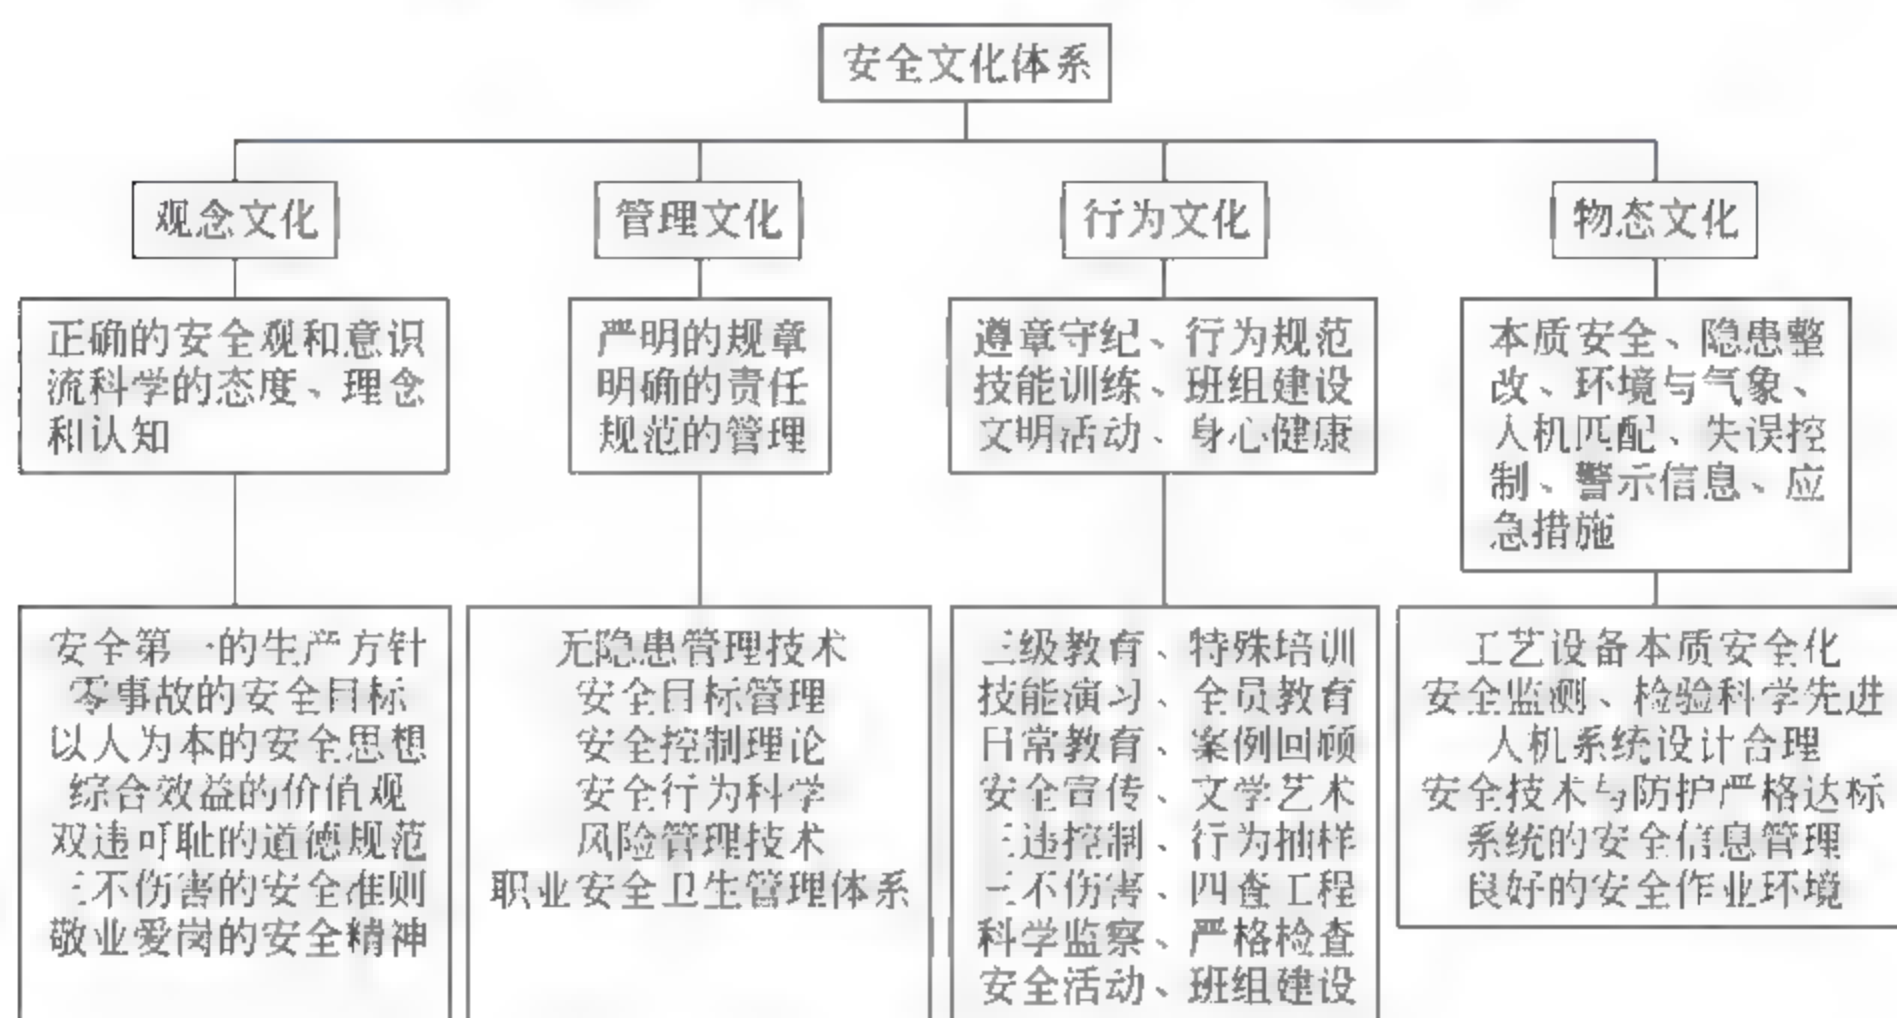 安全文化体系
观念文化
管理文化
行为文化
物态文化
正确的安全观和意识
流科学的态度、理念
和认知
严明的规章
明确的责任
规范的管理
遵章守纪、行为规范
技能训练、班组建设
文明活动、身心健康
本质安全、隐患整
改、环境与气象、
人机匹配、失误控
制、警示信息、应
急措施
安全第一的生产方针
零事故的安全目标
以人为本的安全思想
综合效益的价值观
双违可耻的道德规范
三不伤害的安全准则
敬业爱岗的安全精神
无隐患管理技术
安全目标管理
安全控制理论
安全行为科学
风险管理技术
职业安全卫生管理体系
三级教育、特殊培训
技能演习、全员教育
日常教育、案例回顾
安全宣传、文学艺术
三违控制、行为抽样
三不伤害、四查工程
科学监察、严格检查
安全活动、班组建设
工艺设备本质安全化
安全监测、检验科学先进
人机系统设计合理
安全技术与防护严格达标
系统的安全信息管理
良好的安全作业环境